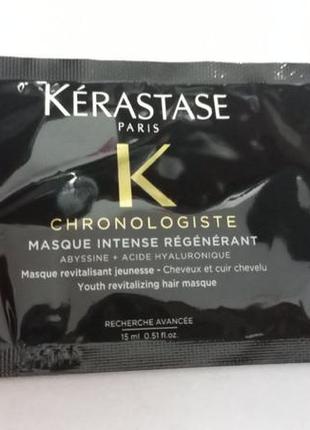 KÉRASTASE
PARIS
K
CHRONOLOGISTE
MASQUE INTENSE RÉGÉNÉRANT
ABYSSINE + ACIDE HYALURONIQUE
Masque revitalisant jeunesse - Cheveux et cuir chevelu
Youth revitalizing hair masque
RECHERCHE AVANCÉE
15 ml 0.51 fl.oz.